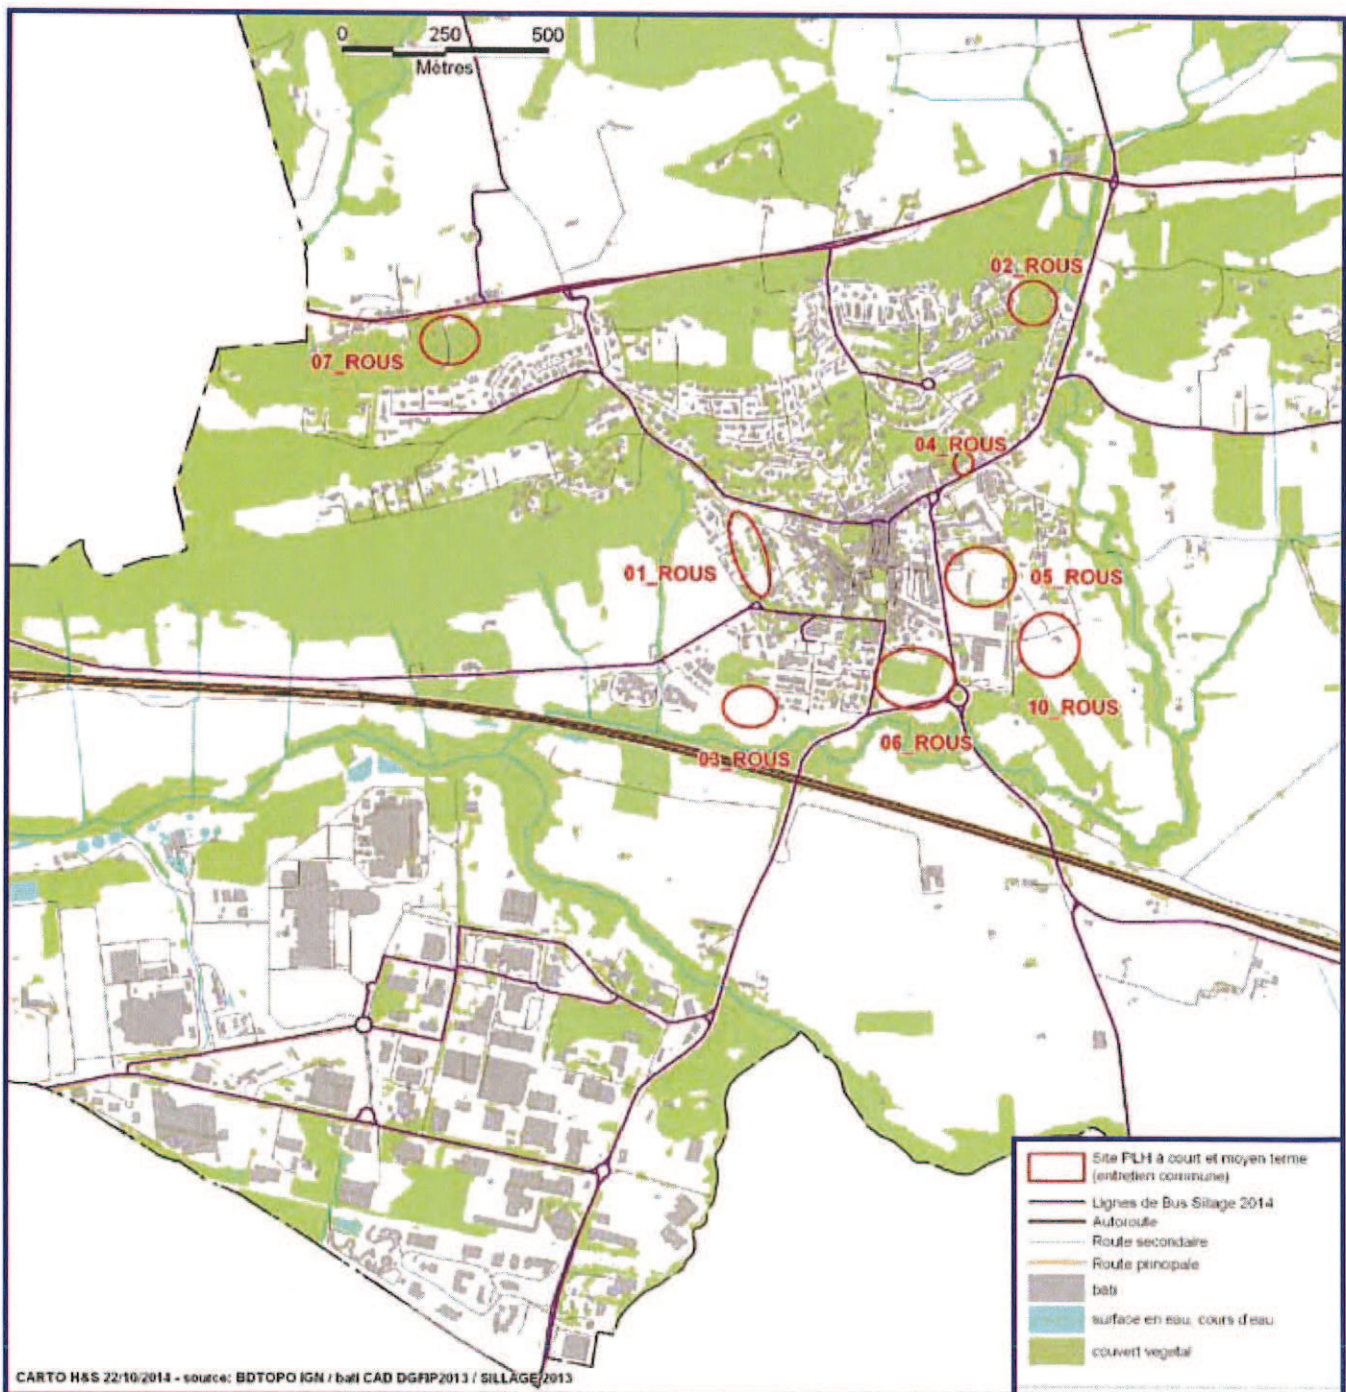 0 250 500
Mètres
02_ROUS
07_ROUS
04_ROUS
01_ROUS
05_ROUS
10_ROUS
06_ROUS
03_ROUS
Site PLH à court et moyen terme
(entretien commune)
Lignes de Bus Sillage 2014
Autoroute
Route secondaire
Route principale
bati
surface en eau, cours d'eau
couvert vegetal
CARTO H&S 22/10/2014 - source: BDTOPO IGN / bati CAD DGFIP2013 / SILLAGE 2013